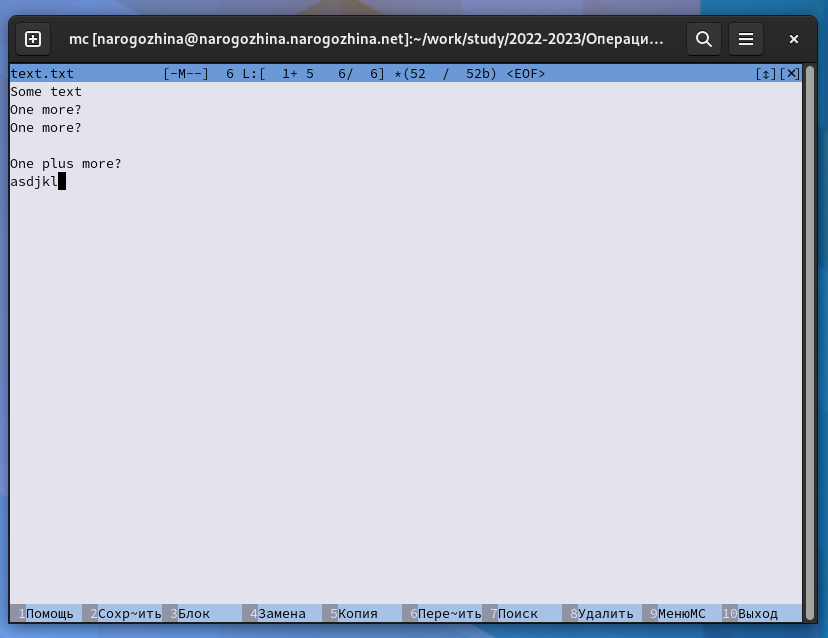 mc [narogozhina@narogozhina.narogozhina.net]:~/work/study/2022-2023/Операци…
text.txt [-M--] 6 L:[ 1+ 5 6/ 6] *(52 / 52b) <EOF> [↕][✕]
Some text
One more?
One more?

One plus more?
asdjkl
1Помощь 2Сохр~ить 3Блок 4Замена 5Копия 6Пере~ить 7Поиск 8Удалить 9МенюMC 10Выход